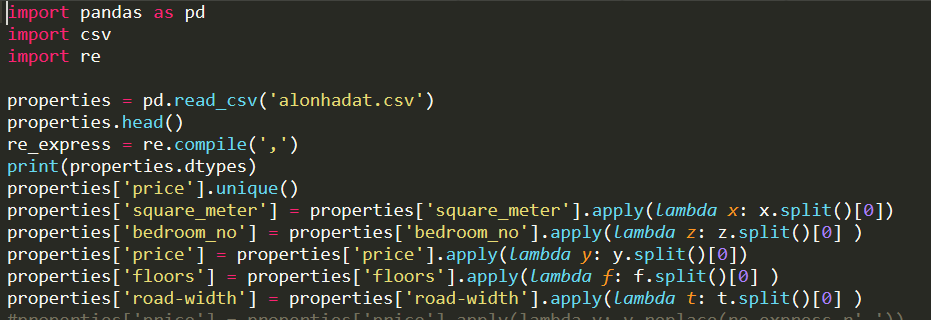 import pandas as pd
import csv
import re
properties = pd.read_csv('alonhadat.csv')
properties.head()
re_express = re.compile(',')
print(properties.dtypes)
properties['price'].unique()
properties['square_meter'] = properties['square_meter'].apply(lambda x: x.split()[0])
properties['bedroom_no'] = properties['bedroom_no'].apply(lambda z: z.split()[0] )
properties['price'] = properties['price'].apply(lambda y: y.split()[0])
properties['floors'] = properties['floors'].apply(lambda f: f.split()[0] )
properties['road-width'] = properties['road-width'].apply(lambda t: t.split()[0] )
#properties['price'] = properties['price'].apply(lambda y: y.replace(re_express,n'.'))